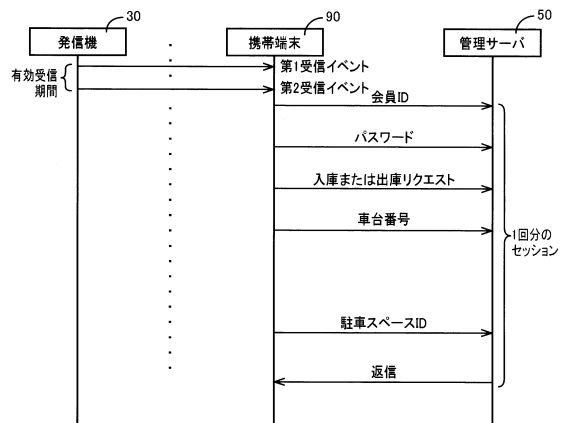 30
90
50
発信機
携帯端末
管理サーバ
有効受信
期間
第1受信イベント
第2受信イベント
会員ID
パスワード
入庫または出庫リクエスト
車台番号
1回分の
セッション
駐車スペースID
返信